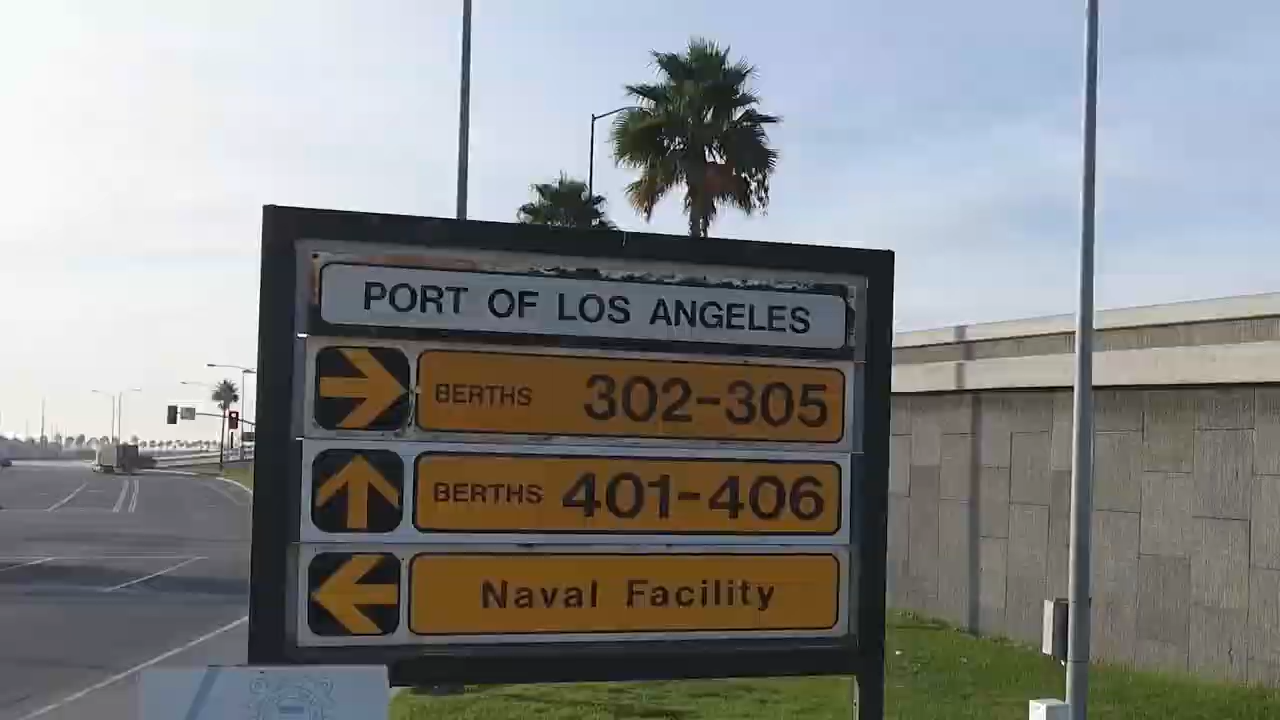 PORT OF LOS ANGELES
BERTHS 302-305
BERTHS 401-406
Naval Facility